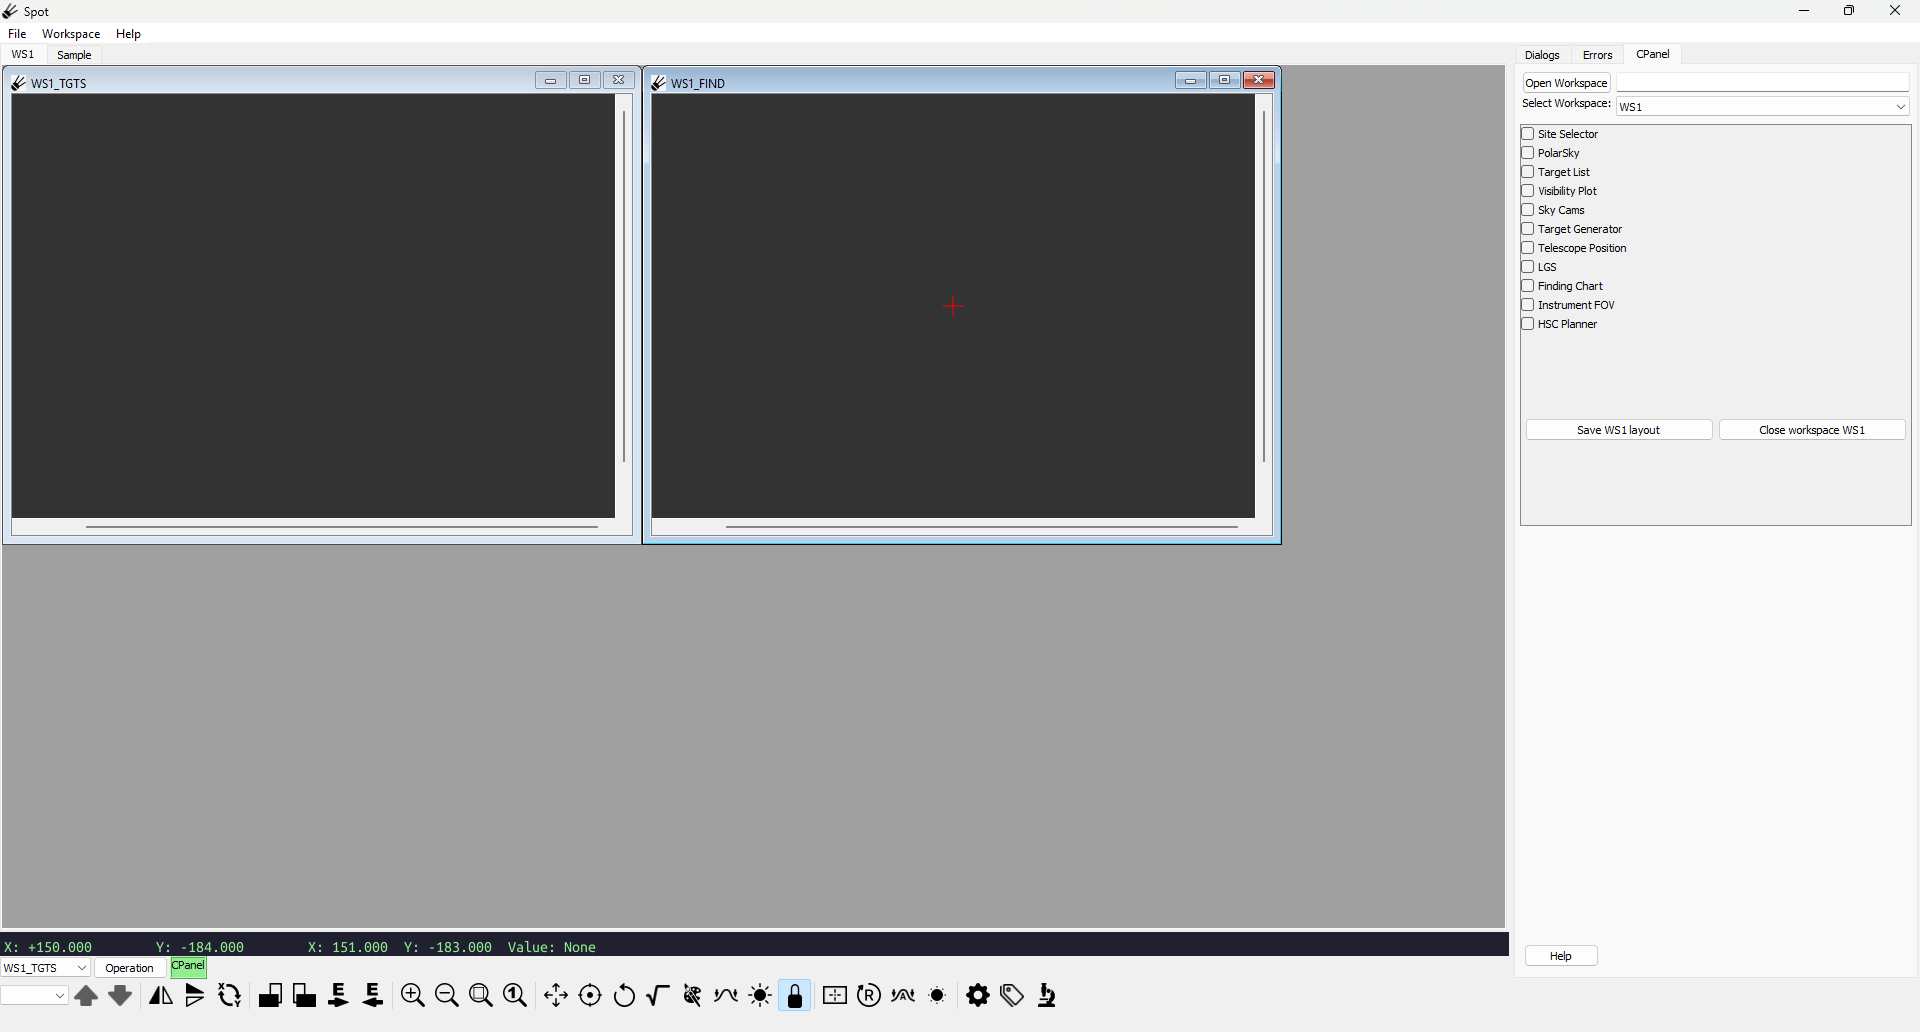 Spot
File Workspace Help
WS1 Sample
WS1_TGTS
WS1_FIND
Dialogs Errors CPanel
Open Workspace
Select Workspace: WS1
Site Selector
PolarSky
Target List
Visibility Plot
Sky Cams
Target Generator
Telescope Position
LGS
Finding Chart
Instrument FOV
HSC Planner
Save WS1 layout Close workspace WS1
Help
X: +150.000 Y: -184.000 X: 151.000 Y: -183.000 Value: None
WS1_TGTS Operation CPanel